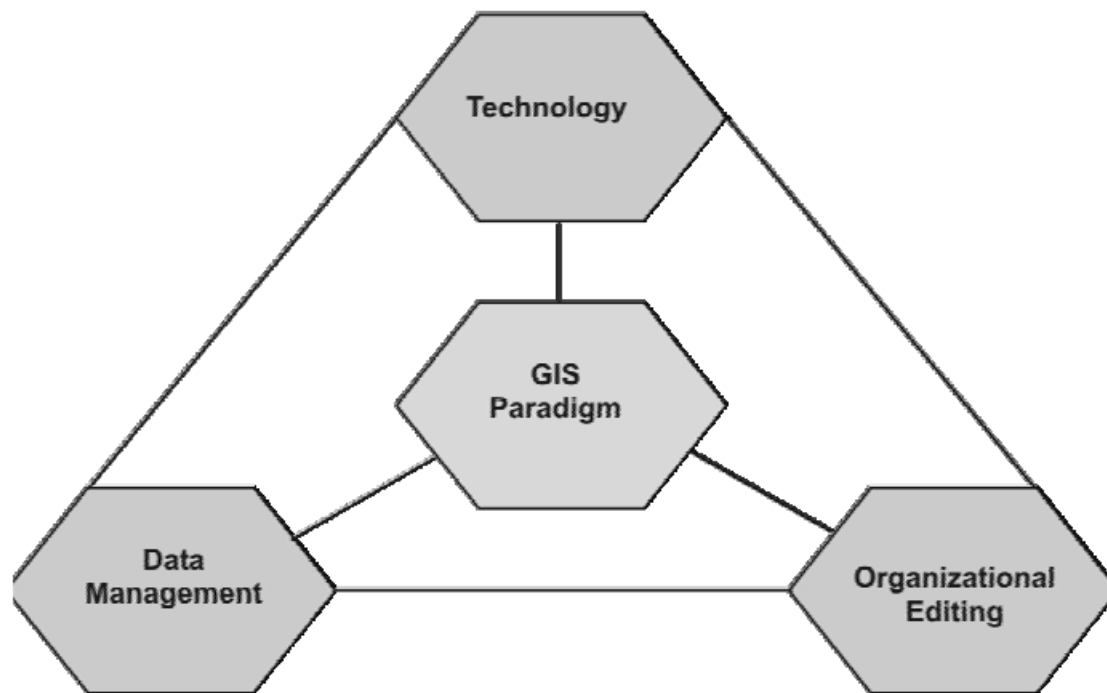 Technology
GIS
Paradigm
Data
Management
Organizational
Editing